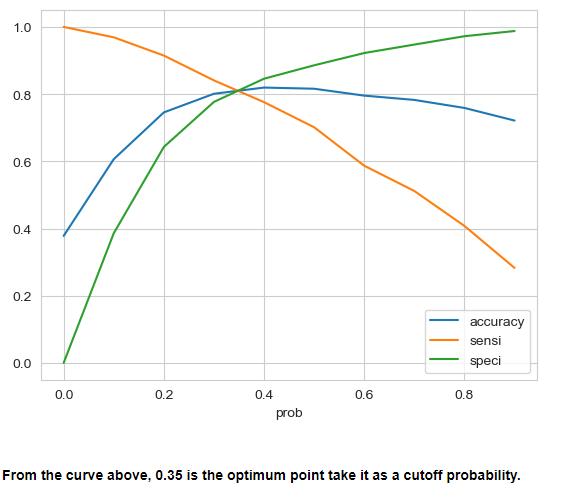 1.0
0.8
0.6
0.4
0.2
0.0
accuracy
sensi
speci
0.0 0.2 0.4 0.6 0.8
prob
From the curve above, 0.35 is the optimum point take it as a cutoff probability.